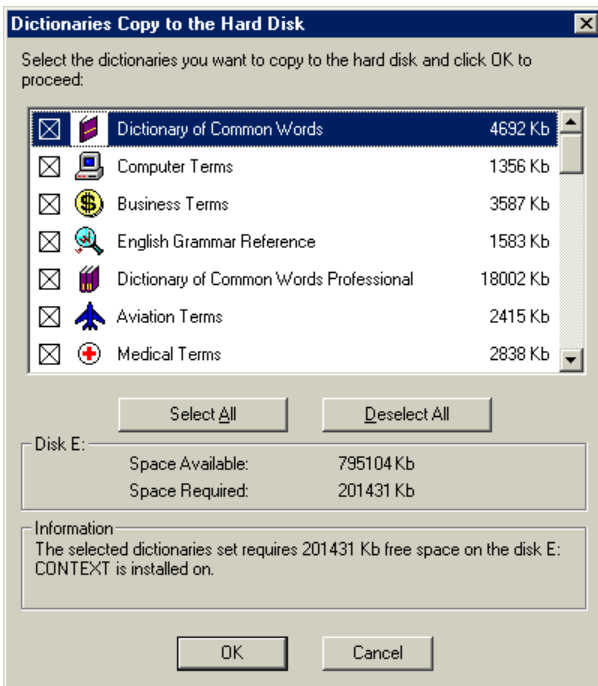 Dictionaries Copy to the Hard Disk
Select the dictionaries you want to copy to the hard disk and click OK to
proceed:
Dictionary of Common Words 4692 Kb
Computer Terms 1356 Kb
Business Terms 3587 Kb
English Grammar Reference 1583 Kb
Dictionary of Common Words Professional 18002 Kb
Aviation Terms 2415 Kb
Medical Terms 2838 Kb
Select All Deselect All
Disk E:
Space Available: 795104 Kb
Space Required: 201431 Kb
Information
The selected dictionaries set requires 201431 Kb free space on the disk E:
CONTEXT is installed on.
OK Cancel